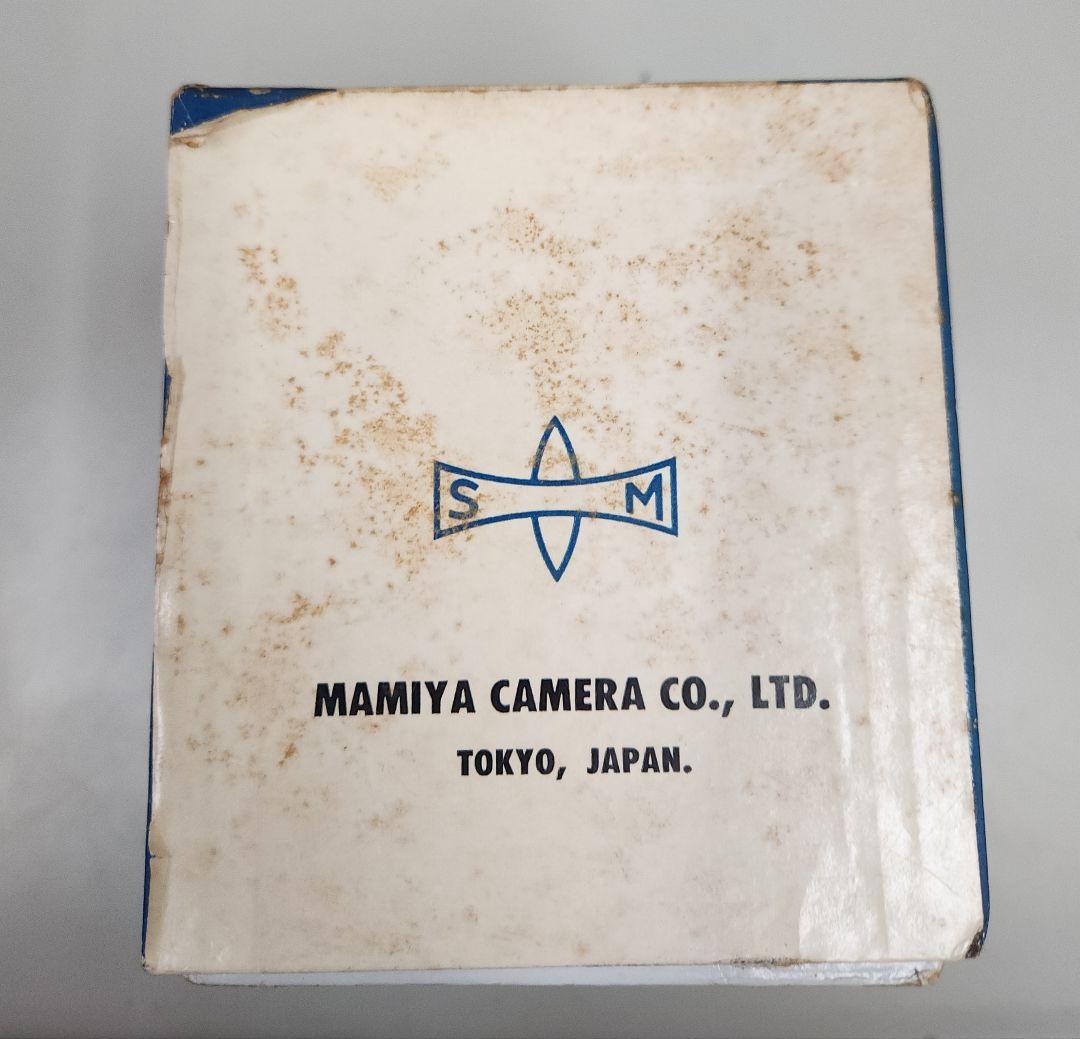 S M
MAMIYA CAMERA CO., LTD.
TOKYO, JAPAN.